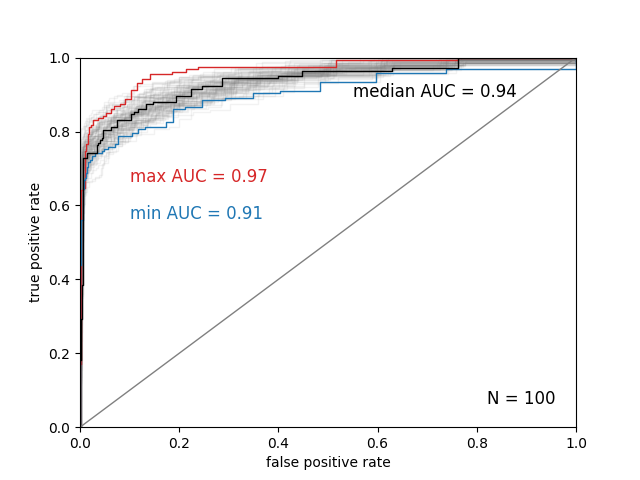 1.0
0.8
0.6
0.4
0.2
0.0
true positive rate
median AUC = 0.94
max AUC = 0.97
min AUC = 0.91
N = 100
0.0 0.2 0.4 0.6 0.8 1.0
false positive rate